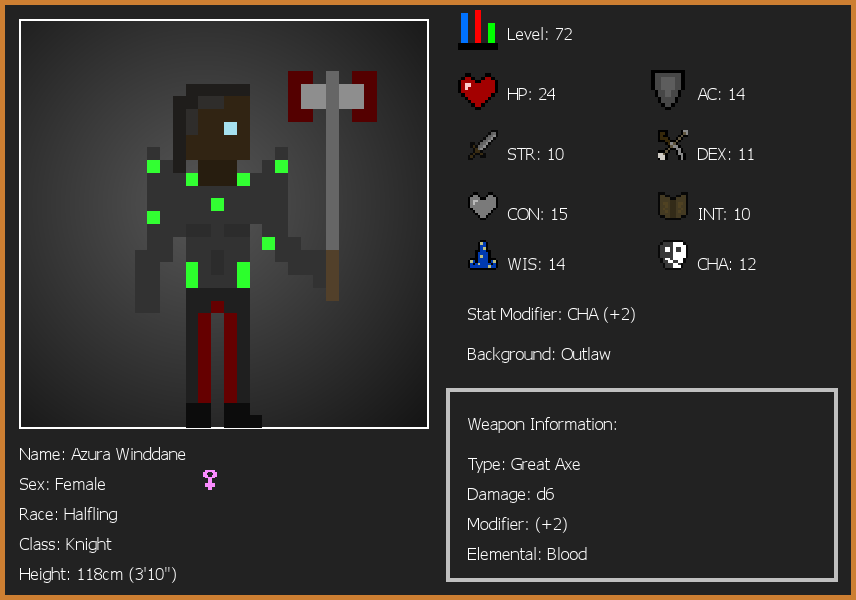 Level: 72
HP: 24
AC: 14
STR: 10
DEX: 11
CON: 15
INT: 10
WIS: 14
CHA: 12
Stat Modifier: CHA (+2)
Background: Outlaw
Weapon Information:
Type: Great Axe
Damage: d6
Modifier: (+2)
Elemental: Blood
Name: Azura Winddane
Sex: Female
Race: Halfling
Class: Knight
Height: 118cm (3'10")